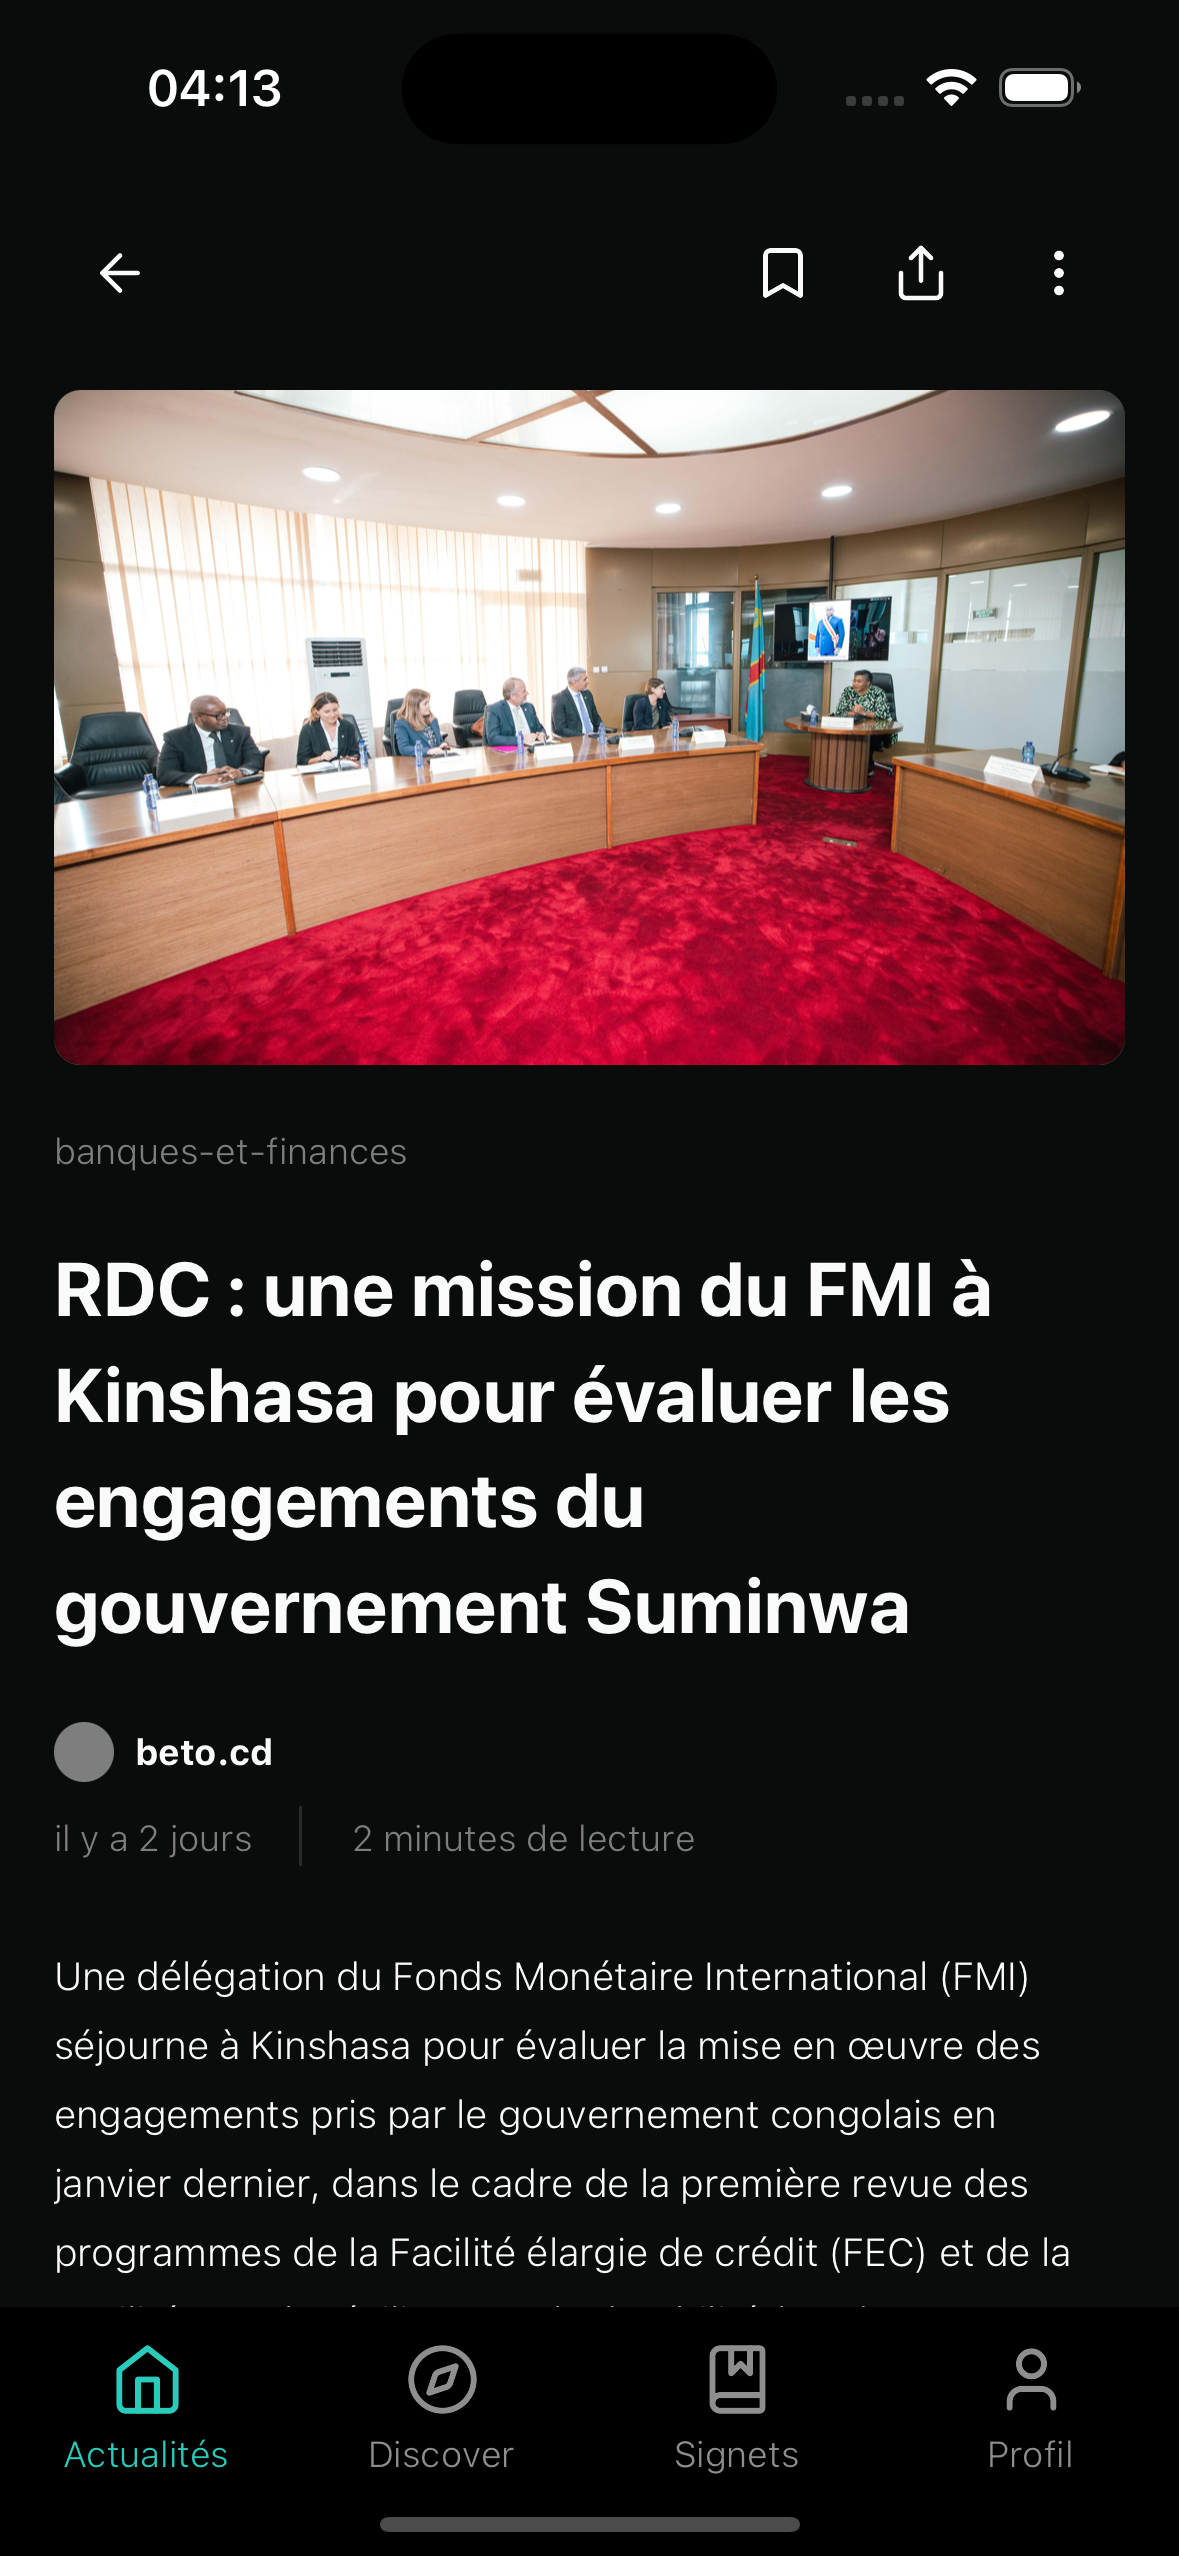 04:13
banques-et-finances
RDC : une mission du FMI à
Kinshasa pour évaluer les
engagements du
gouvernement Suminwa
beto.cd
il y a 2 jours
2 minutes de lecture
Une délégation du Fonds Monétaire International (FMI)
séjourne à Kinshasa pour évaluer la mise en œuvre des
engagements pris par le gouvernement congolais en
janvier dernier, dans le cadre de la première revue des
programmes de la Facilité élargie de crédit (FEC) et de la
Actualités
Discover
Signets
Profil